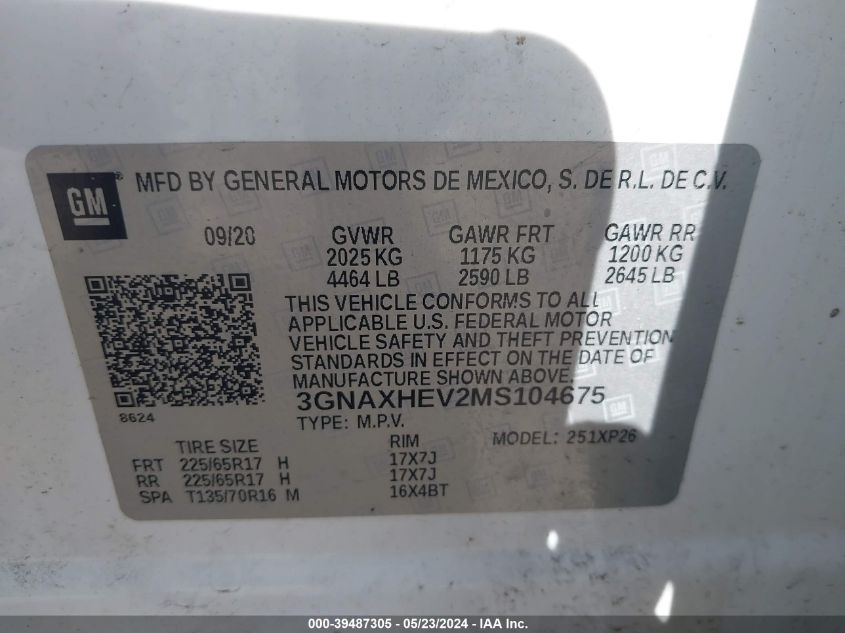 GM MFD BY GENERAL MOTORS DE MEXICO, S. DE R.L. DE C.V.
09/20 GVWR GAWR FRT GAWR RR
2025 KG 1175 KG 1200 KG
4464 LB 2590 LB 2645 LB
THIS VEHICLE CONFORMS TO ALL
APPLICABLE U.S. FEDERAL MOTOR
VEHICLE SAFETY AND THEFT PREVENTION
STANDARDS IN EFFECT ON THE DATE OF
MANUFACTURE SHOWN ABOVE.
3GNAXHEV2MS104675
8624
TYPE: M.P.V.
TIRE SIZE RIM MODEL: 251XP26
FRT 225/65R17 H 17X7J
RR 225/65R17 H 17X7J
SPA T135/70R16 M 16X4BT
000-39487305 - 05/23/2024 - IAA Inc.